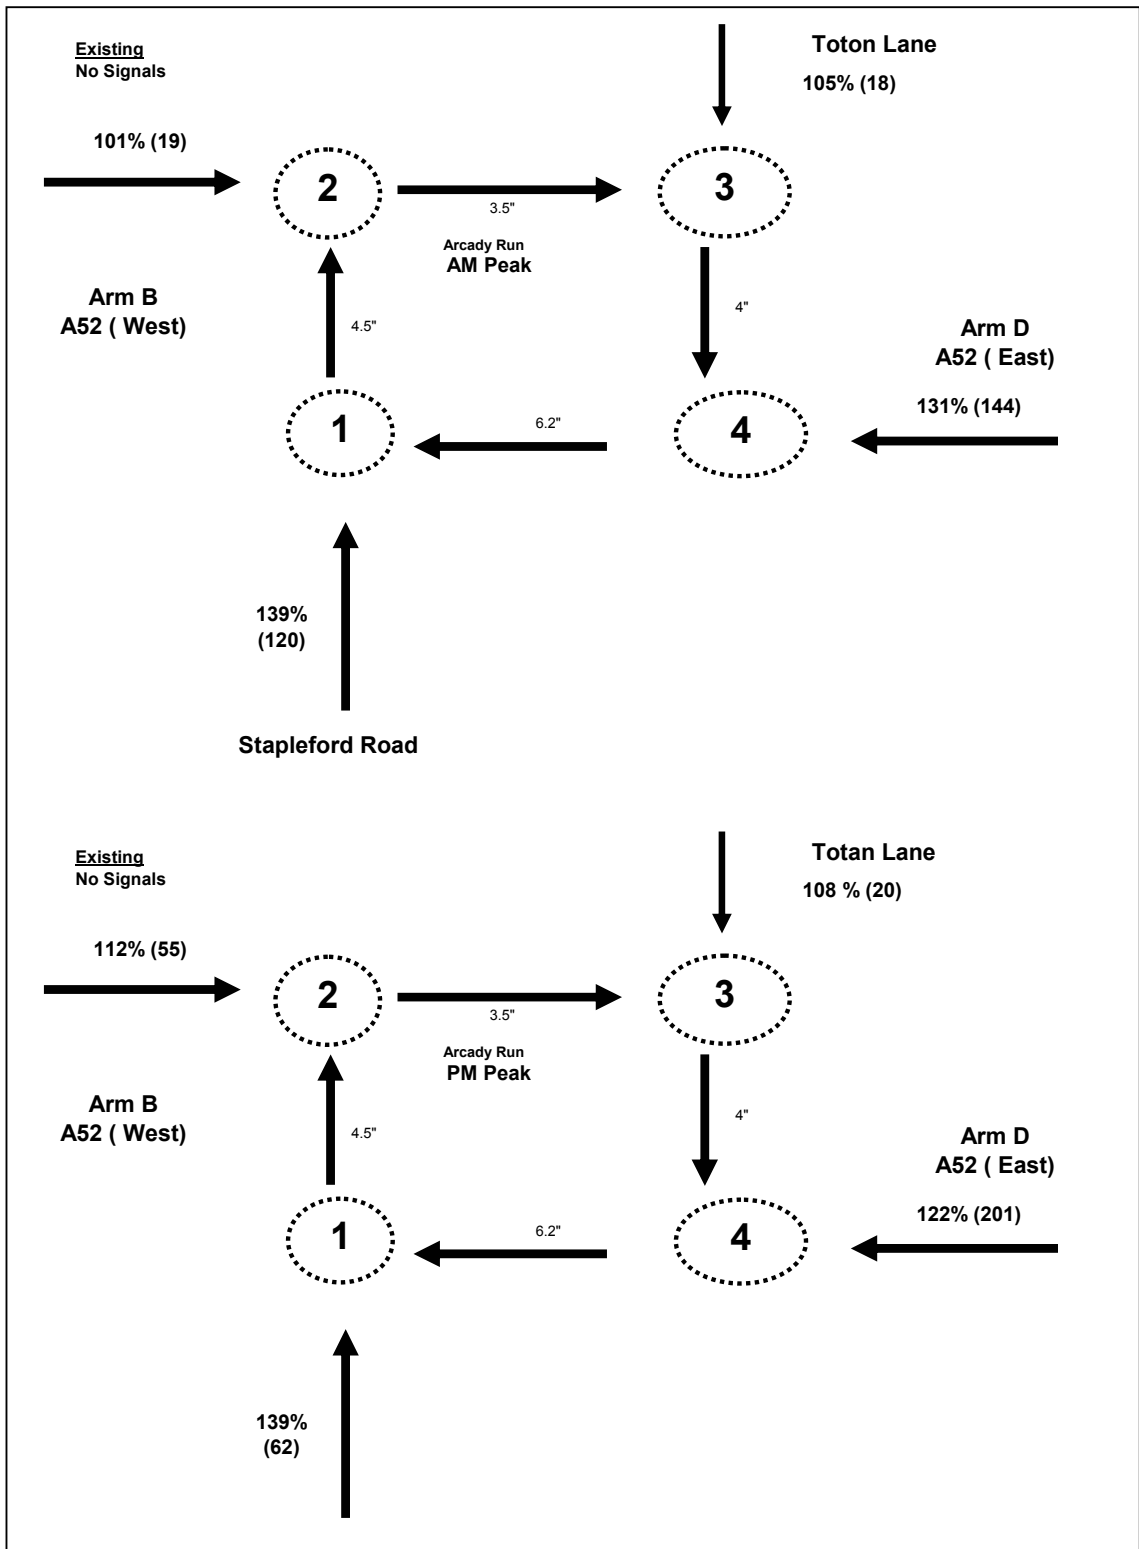 Existing
No Signals
Toton Lane
105% (18)
101% (19)
2
3
3.5"
Arcady Run
AM Peak
Arm B
A52 ( West)
4.5"
4"
Arm D
A52 ( East)
131% (144)
1
6.2"
4
139%
(120)
Stapleford Road
Existing
No Signals
Totan Lane
108 % (20)
112% (55)
2
3
3.5"
Arcady Run
PM Peak
Arm B
A52 ( West)
4.5"
4"
Arm D
A52 ( East)
122% (201)
1
6.2"
4
139%
(62)